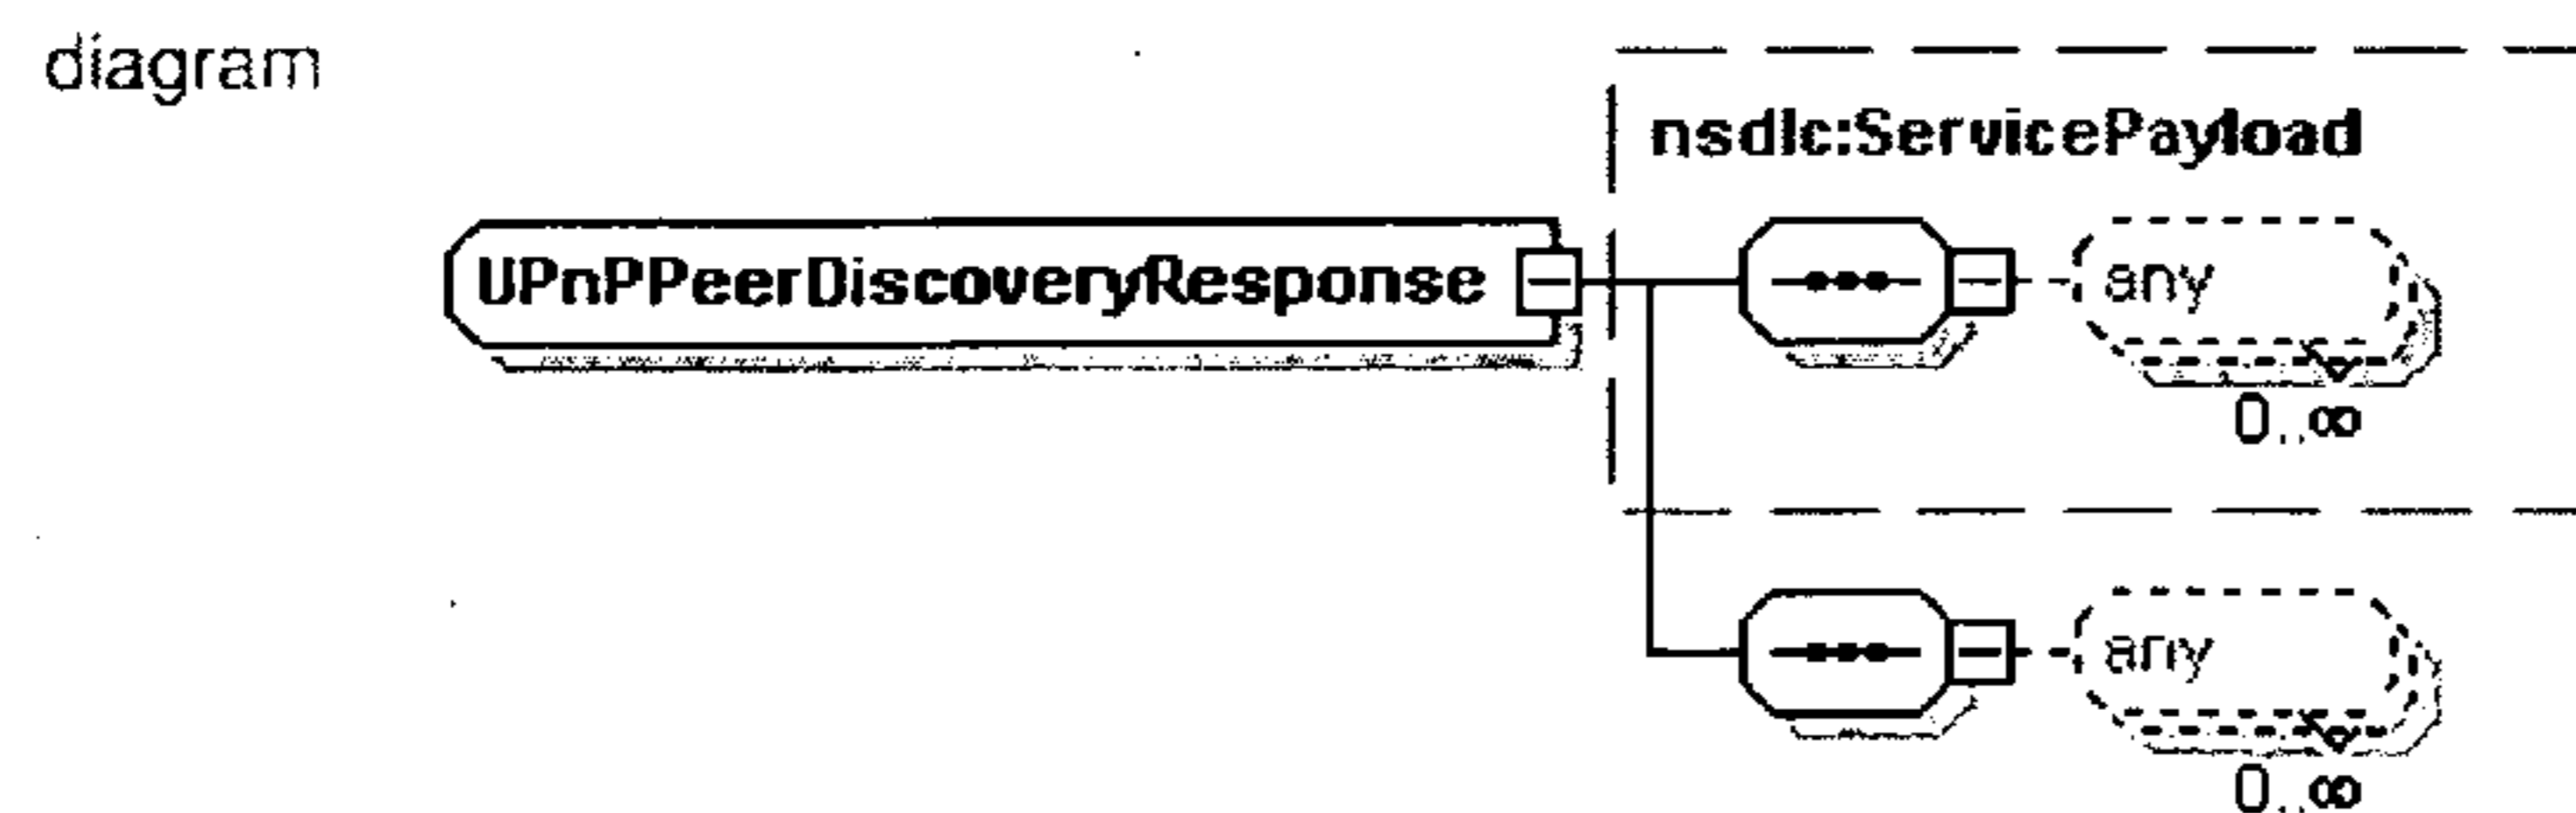 diagram
nsdlc:ServicePayload
UPnPPeerDiscoveryResponse
any
0..∞
any
0..∞